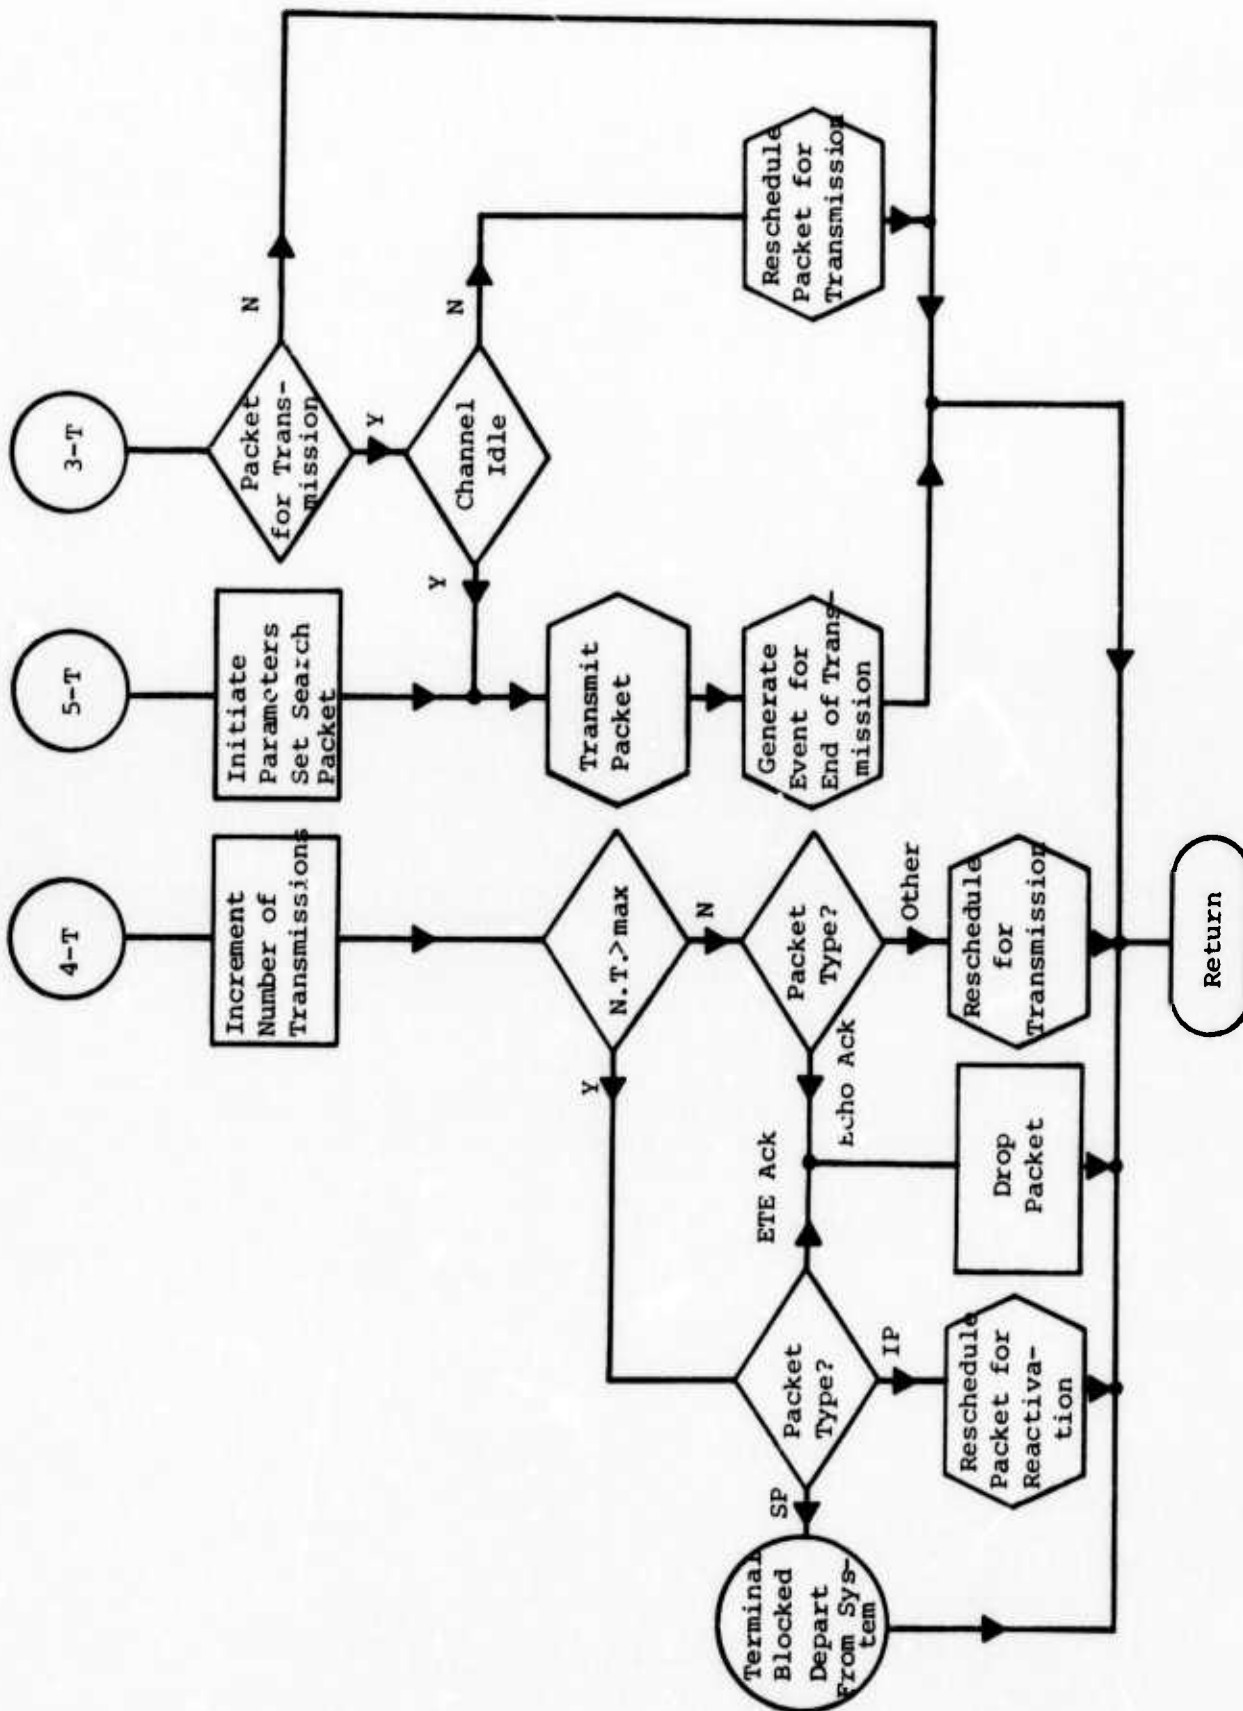 4-T
5-T
3-T
Increment
Number of
Transmissions
Initiate
Parameters
Set Search
Packet
Packet
for Trans-
mission
N
Y
Channel
Idle
N
Y
N.T.>max
Y
N
Transmit
Packet
Packet
Type?
SP
IP
ETE Ack
Packet
Type?
Echo Ack
Other
Generate
Event for
End of Trans-
mission
Reschedule
Packet for
Transmission
Terminal
Blocked
Depart
From Sys-
tem
Reschedule
Packet for
Reactiva-
tion
Drop
Packet
Reschedule
for
Transmission
Return